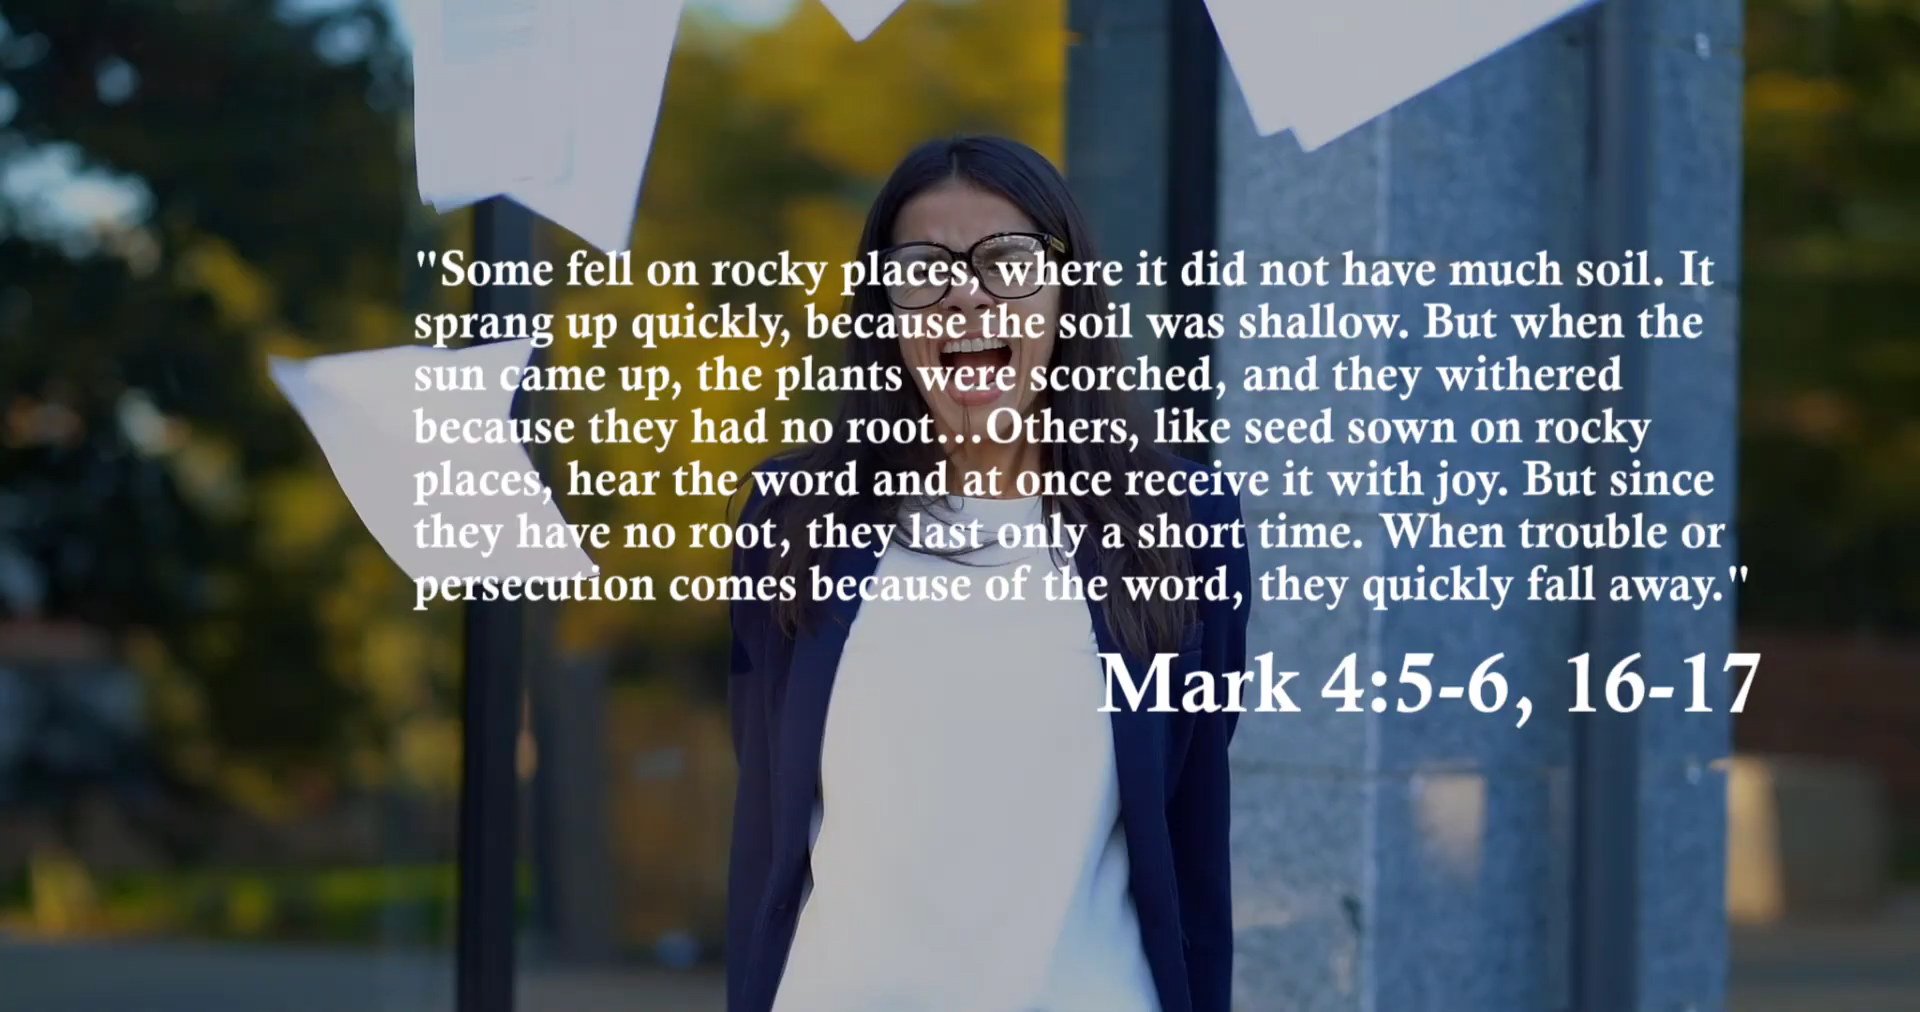 "Some fell on rocky places, where it did not have much soil. It
sprang up quickly, because the soil was shallow. But when the
sun came up, the plants were scorched, and they withered
because they had no root...Others, like seed sown on rocky
places, hear the word and at once receive it with joy. But since
they have no root, they last only a short time. When trouble or
persecution comes because of the word, they quickly fall away."
Mark 4:5-6, 16-17